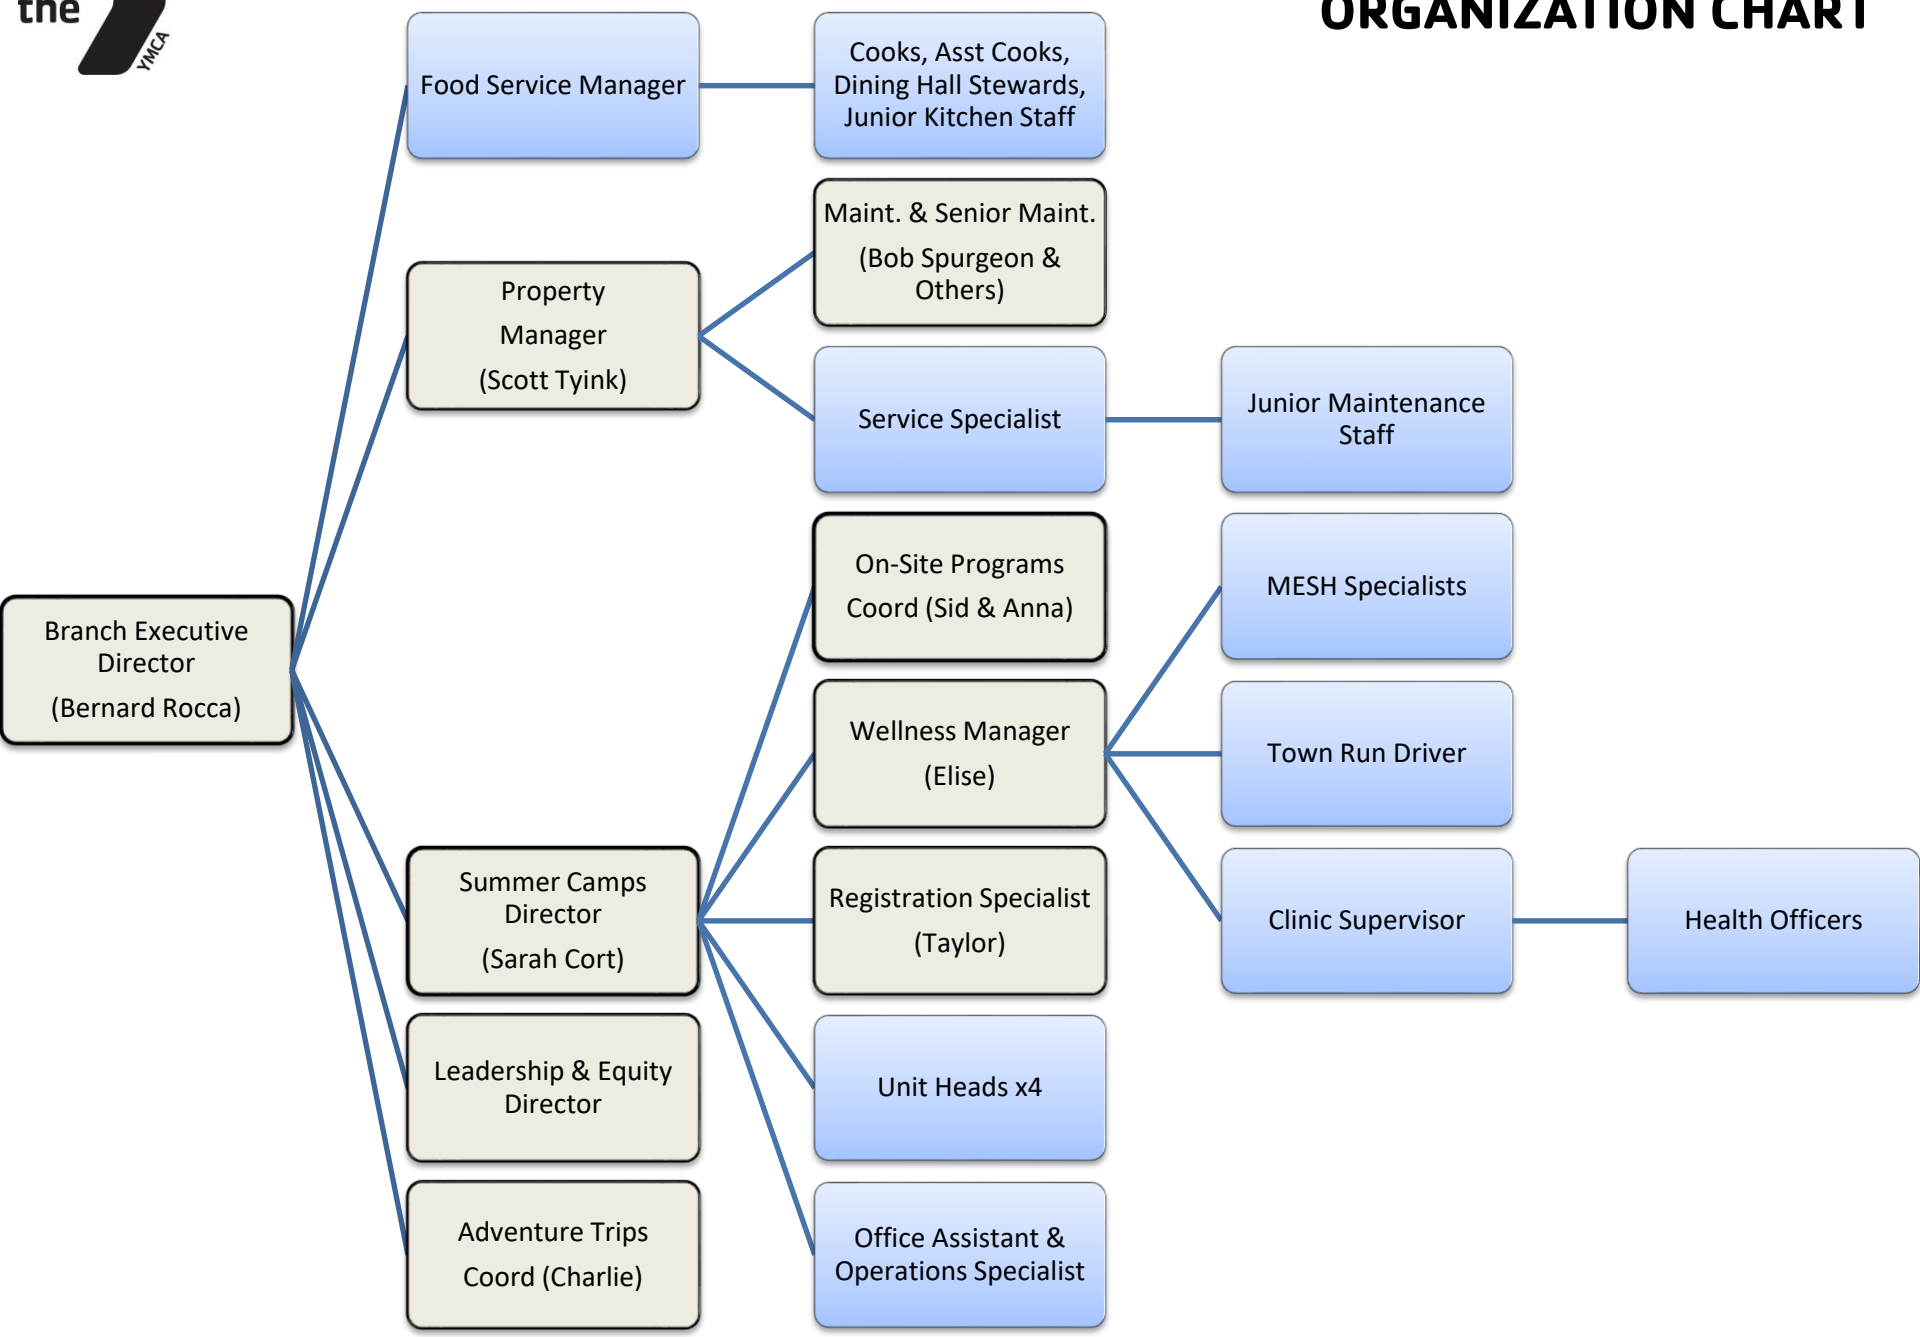 the
YMCA
ORGANIZATION CHART
Food Service Manager
Cooks, Asst Cooks,
Dining Hall Stewards,
Junior Kitchen Staff
Maint. & Senior Maint.
(Bob Spurgeon &
Others)
Property
Manager
(Scott Tyink)
Service Specialist
Junior Maintenance
Staff
On-Site Programs
Coord (Sid & Anna)
MESH Specialists
Branch Executive
Director
(Bernard Rocca)
Wellness Manager
(Elise)
Town Run Driver
Summer Camps
Director
(Sarah Cort)
Registration Specialist
(Taylor)
Clinic Supervisor
Health Officers
Leadership & Equity
Director
Unit Heads x4
Adventure Trips
Coord (Charlie)
Office Assistant &
Operations Specialist